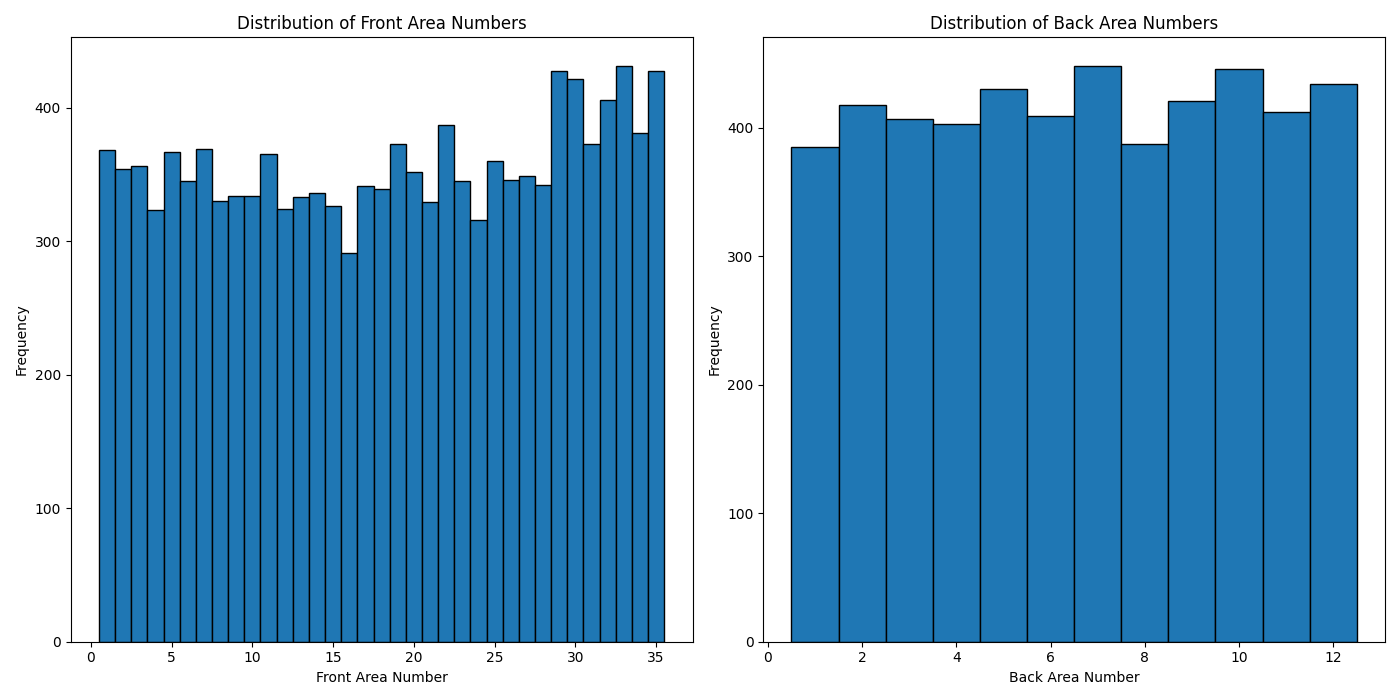 Distribution of Front Area Numbers
Frequency
400
300
200
100
0
0 5 10 15 20 25 30 35
Front Area Number
Distribution of Back Area Numbers
Frequency
400
300
200
100
0
0 2 4 6 8 10 12
Back Area Number